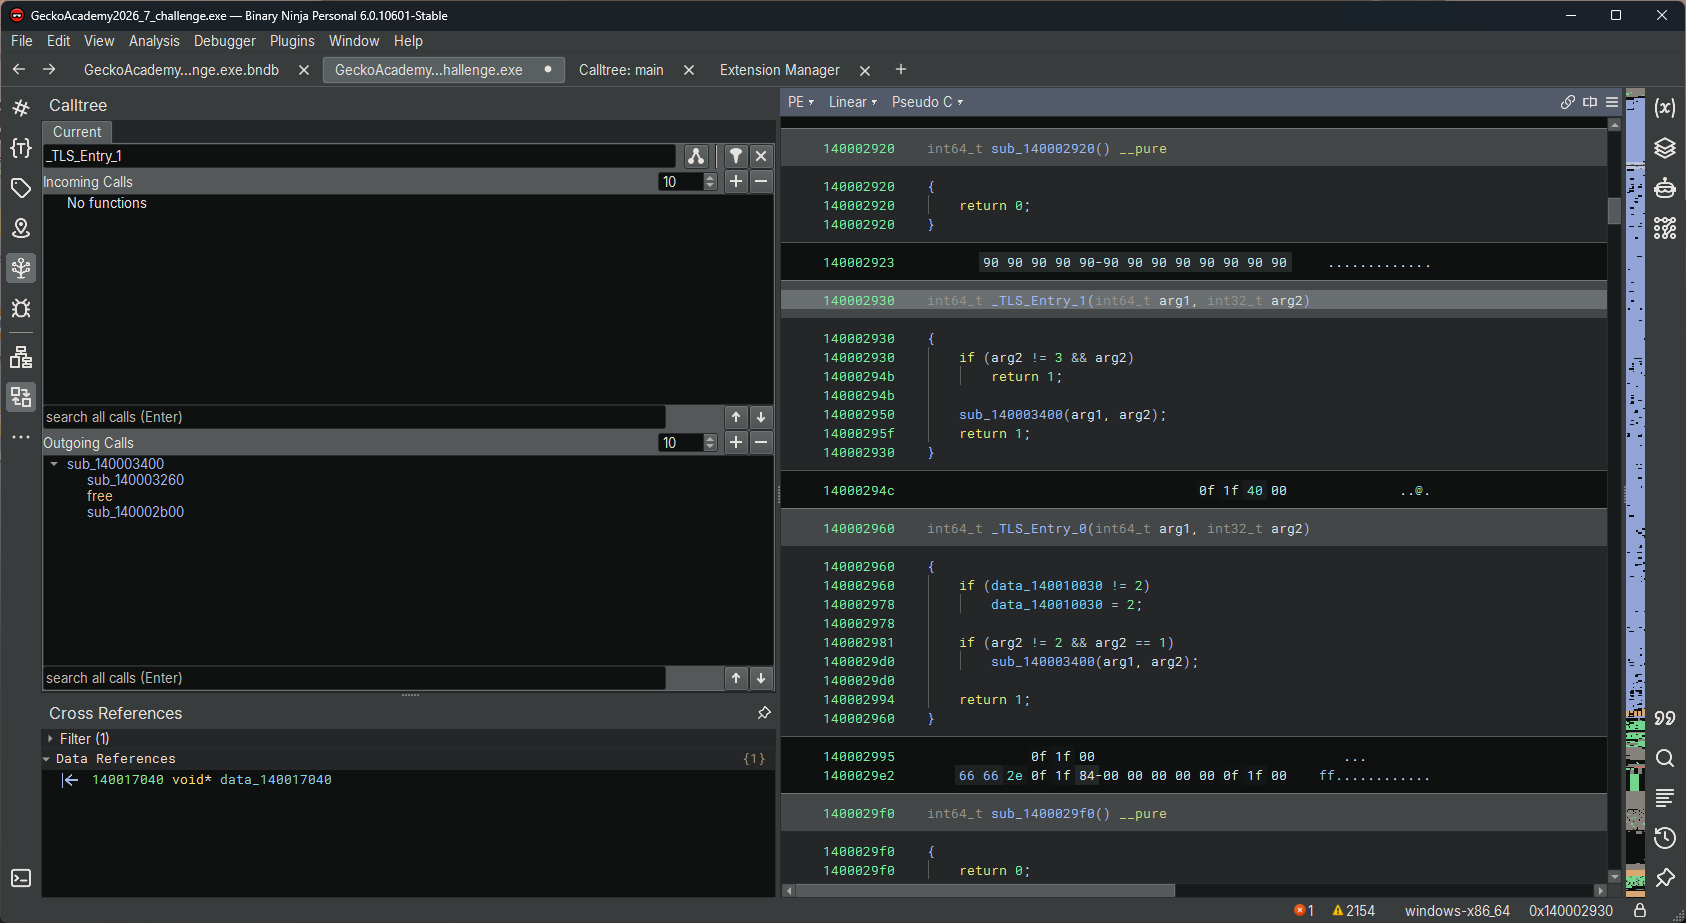 GeckoAcademy2026_7_challenge.exe — Binary Ninja Personal 6.0.10601-Stable
File Edit View Analysis Debugger Plugins Window Help
GeckoAcademy...nge.exe.bndb GeckoAcademy...hallenge.exe Calltree: main Extension Manager
Calltree
Current
_TLS_Entry_1
Incoming Calls 10
No functions
search all calls (Enter)
Outgoing Calls 10
sub_140003400
sub_140003260
free
sub_140002b00
search all calls (Enter)
Cross References
Filter (1)
Data References {1}
140017040 void* data_140017040
PE Linear Pseudo C
140002920 int64_t sub_140002920() __pure
140002920 {
140002920 return 0;
140002920 }
140002923 90 90 90 90 90-90 90 90 90 90 90 90 90 .............
140002930 int64_t _TLS_Entry_1(int64_t arg1, int32_t arg2)
140002930 {
140002930 if (arg2 != 3 && arg2)
14000294b return 1;
14000294b
140002950 sub_140003400(arg1, arg2);
14000295f return 1;
140002930 }
14000294c 0f 1f 40 00 ..@.
140002960 int64_t _TLS_Entry_0(int64_t arg1, int32_t arg2)
140002960 {
140002960 if (data_140010030 != 2)
140002978 data_140010030 = 2;
140002978
140002981 if (arg2 != 2 && arg2 == 1)
1400029d0 sub_140003400(arg1, arg2);
1400029d0
140002994 return 1;
140002960 }
140002995 0f 1f 00 ...
1400029e2 66 66 2e 0f 1f 84-00 00 00 00 00 0f 1f 00 ff............
1400029f0 int64_t sub_1400029f0() __pure
1400029f0 {
1400029f0 return 0;
1 2154 windows-x86_64 0x140002930